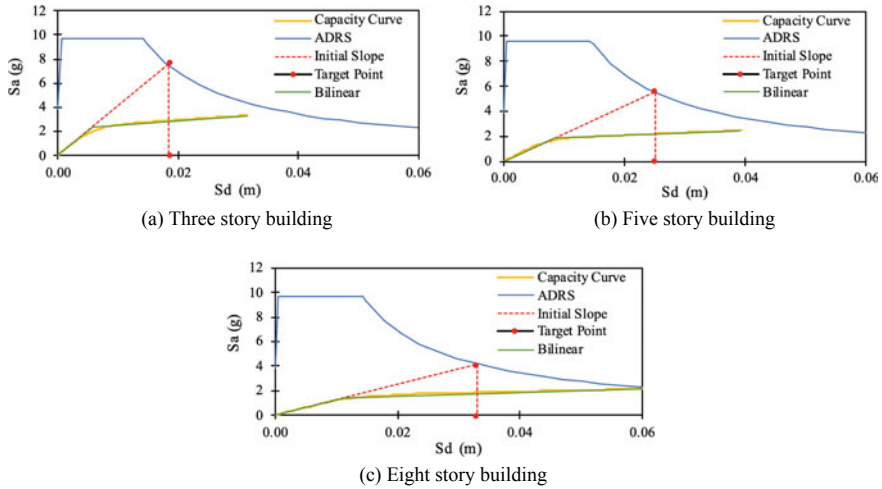 12
10
8
6
4
2
0
Sa (g)
0.00
0.02
0.04
0.06
Sd (m)
Capacity Curve
ADRS
Initial Slope
Target Point
Bilinear
(a) Three story building
12
10
8
6
4
2
0
Sa (g)
0.00
0.02
0.04
0.06
Sd (m)
Capacity Curve
ADRS
Initial Slope
Target Point
Bilinear
(b) Five story building
12
10
8
6
4
2
0
Sa (g)
0.00
0.02
0.04
0.06
Sd (m)
Capacity Curve
ADRS
Initial Slope
Target Point
Bilinear
(c) Eight story building